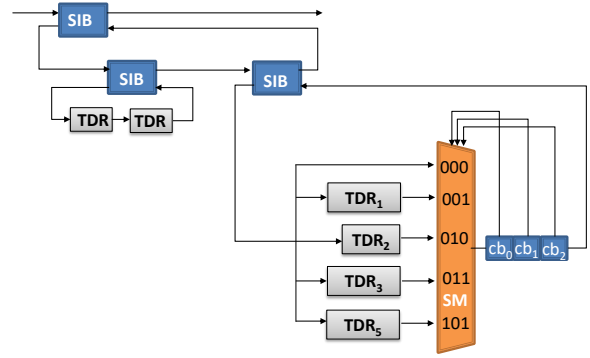 SIB
SIB
SIB
TDR TDR
000
TDR₁ 001
TDR₂ 010
cb₀ cb₁ cb₂
TDR₃ 011
SM
TDR₅ 101